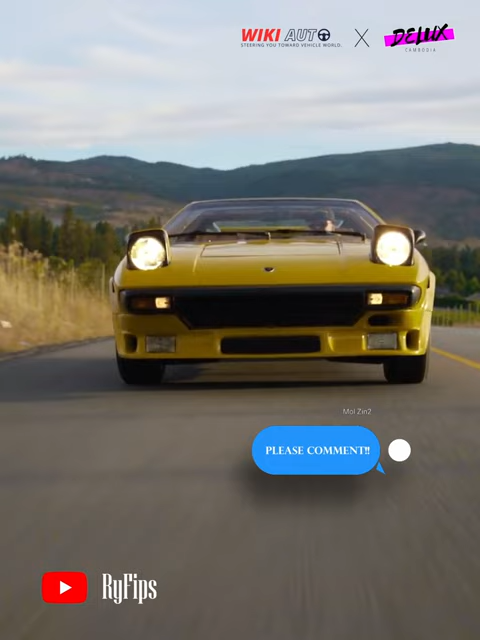 WIKI AUTO
STEERING YOU TOWARD VEHICLE WORLD.
X
DELUX
CAMBODIA
Moi Zin2
PLEASE COMMENT!!
RyFips